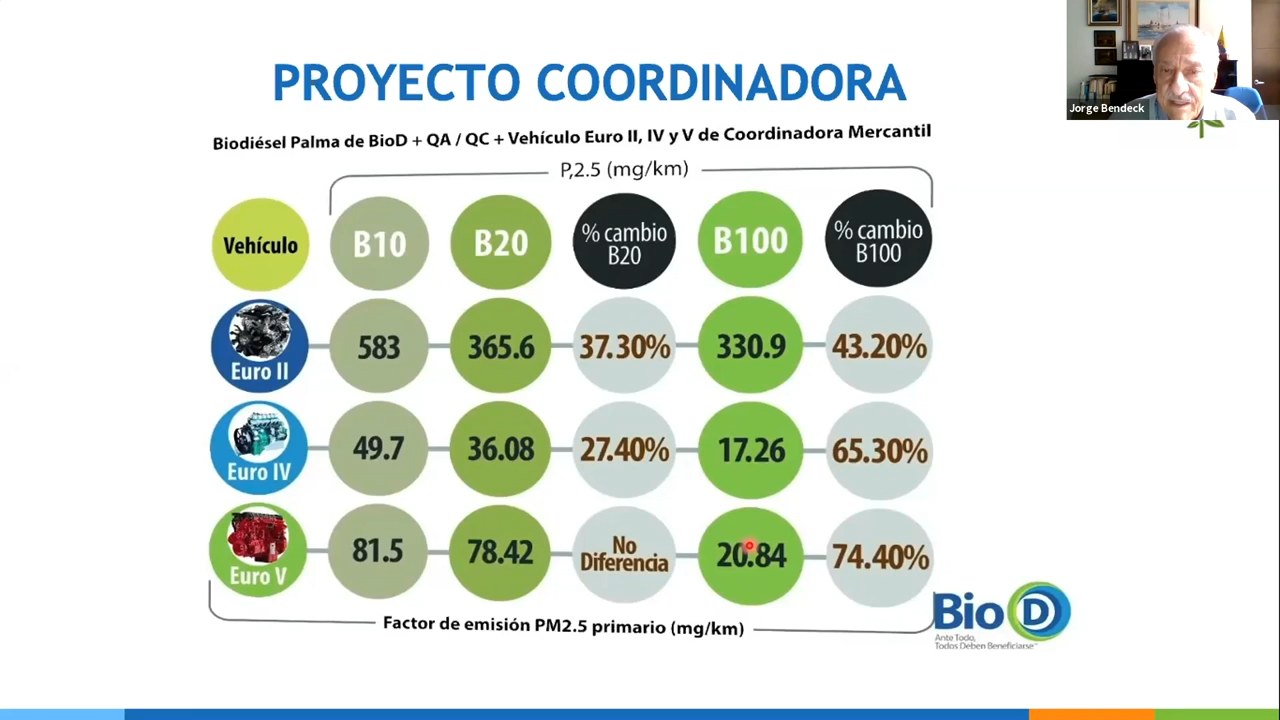 PROYECTO COORDINADORA
Jorge Bendeck
Biodiésel Palma de BioD + QA / QC + Vehículo Euro II, IV y V de Coordinadora Mercantil
P,2.5 (mg/km)
Vehículo
B10
B20
% cambio
B20
B100
% cambio
B100
Euro II
583
365.6
37.30%
330.9
43.20%
Euro IV
49.7
36.08
27.40%
17.26
65.30%
Euro V
81.5
78.42
No
Diferencia
20.84
74.40%
Factor de emisión PM2.5 primario (mg/km)
Bio D
Ante Todo,
Todos Deben Beneficiarse